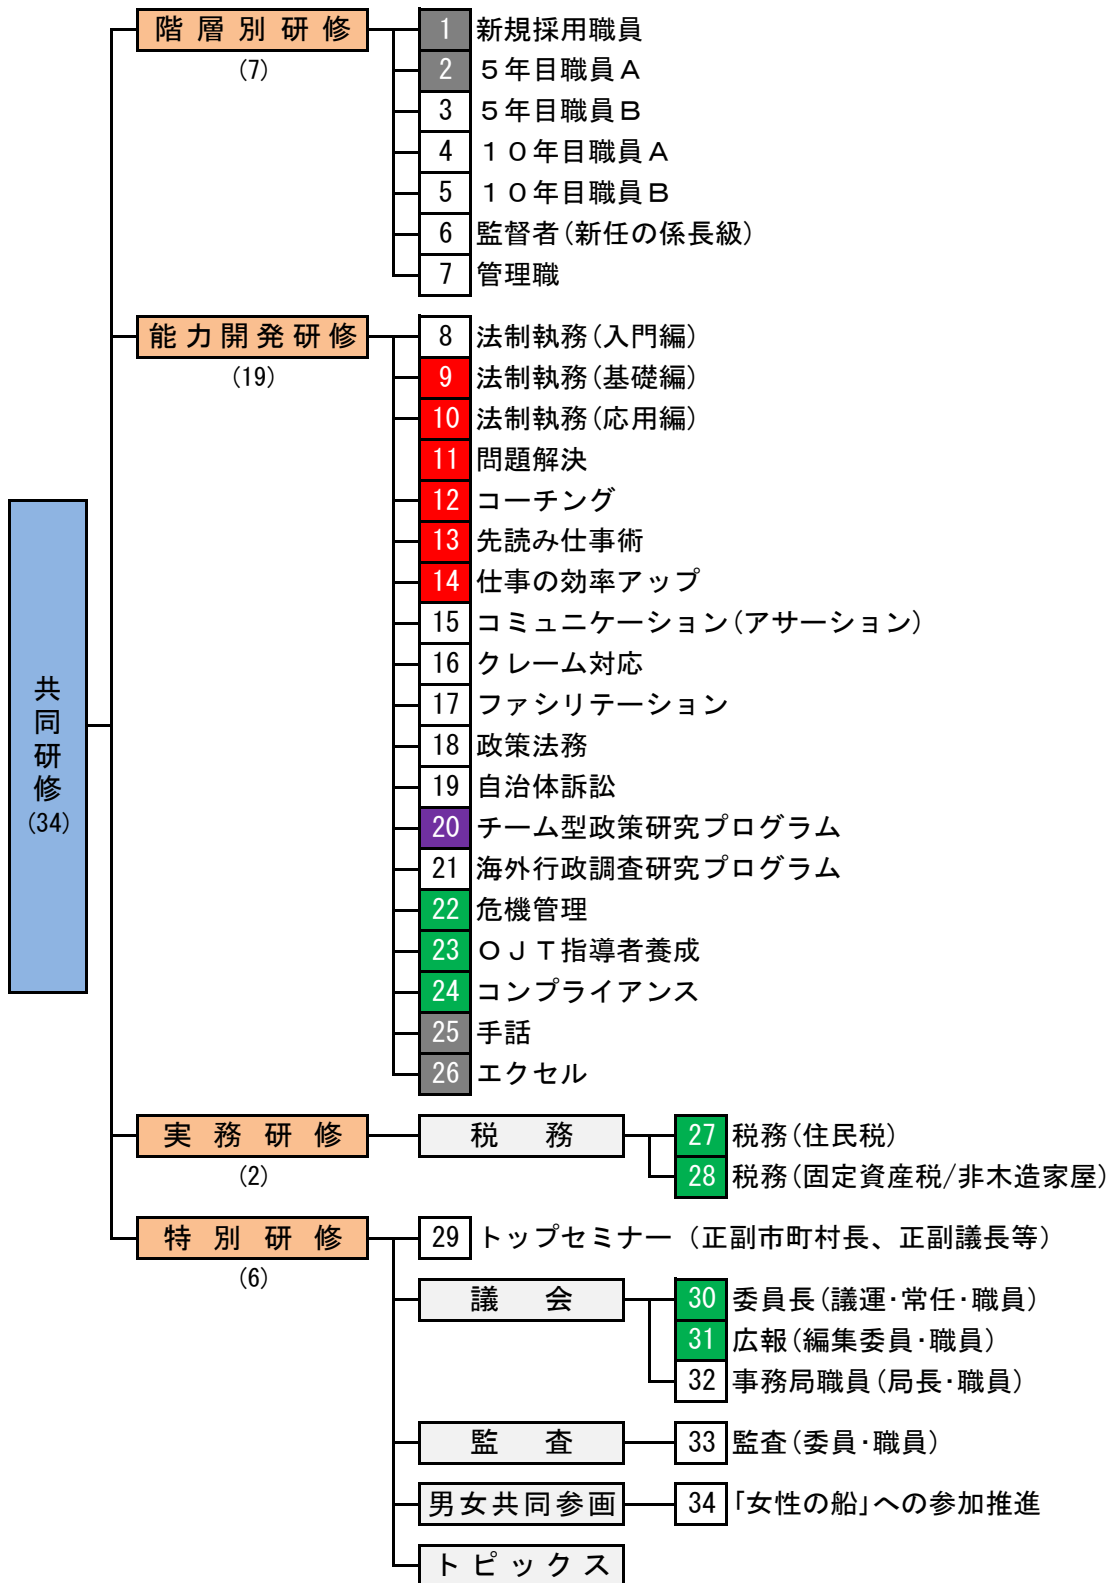 共同研修
(34)
階層別研修
(7)
1 新規採用職員
2 ５年目職員Ａ
3 ５年目職員Ｂ
4 １０年目職員Ａ
5 １０年目職員Ｂ
6 監督者(新任の係長級)
7 管理職
能力開発研修
(19)
8 法制執務(入門編)
9 法制執務(基礎編)
10 法制執務(応用編)
11 問題解決
12 コーチング
13 先読み仕事術
14 仕事の効率アップ
15 コミュニケーション(アサーション)
16 クレーム対応
17 ファシリテーション
18 政策法務
19 自治体訴訟
20 チーム型政策研究プログラム
21 海外行政調査研究プログラム
22 危機管理
23 ＯＪＴ指導者養成
24 コンプライアンス
25 手話
26 エクセル
実務研修
(2)
税務
27 税務(住民税)
28 税務(固定資産税/非木造家屋)
特別研修
(6)
29 トップセミナー（正副市町村長、正副議長等）
議会
30 委員長(議運・常任・職員)
31 広報(編集委員・職員)
32 事務局職員(局長・職員)
監査
33 監査(委員・職員)
男女共同参画
34 「女性の船」への参加推進
トピックス